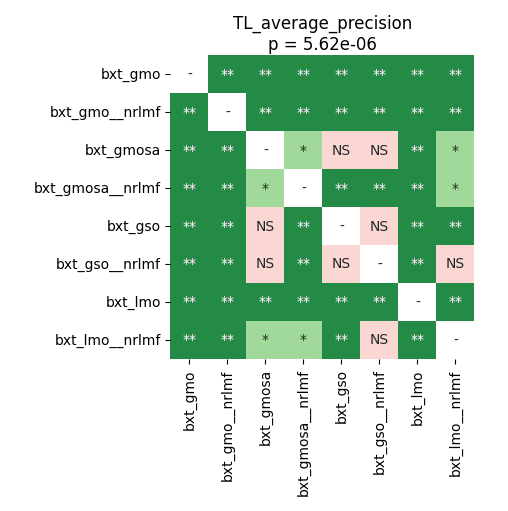 TL_average_precision
p = 5.62e-06
bxt_gmo - ** ** ** ** ** ** **
bxt_gmo__nrlmf ** - ** ** ** ** ** **
bxt_gmosa ** ** - * NS NS ** *
bxt_gmosa__nrlmf ** ** * - ** ** ** *
bxt_gso ** ** NS ** - NS ** **
bxt_gso__nrlmf ** ** NS ** NS - ** NS
bxt_lmo ** ** ** ** ** ** - **
bxt_lmo__nrlmf ** ** * * ** NS ** -
bxt_gmo
bxt_gmo__nrlmf
bxt_gmosa
bxt_gmosa__nrlmf
bxt_gso
bxt_gso__nrlmf
bxt_lmo
bxt_lmo__nrlmf